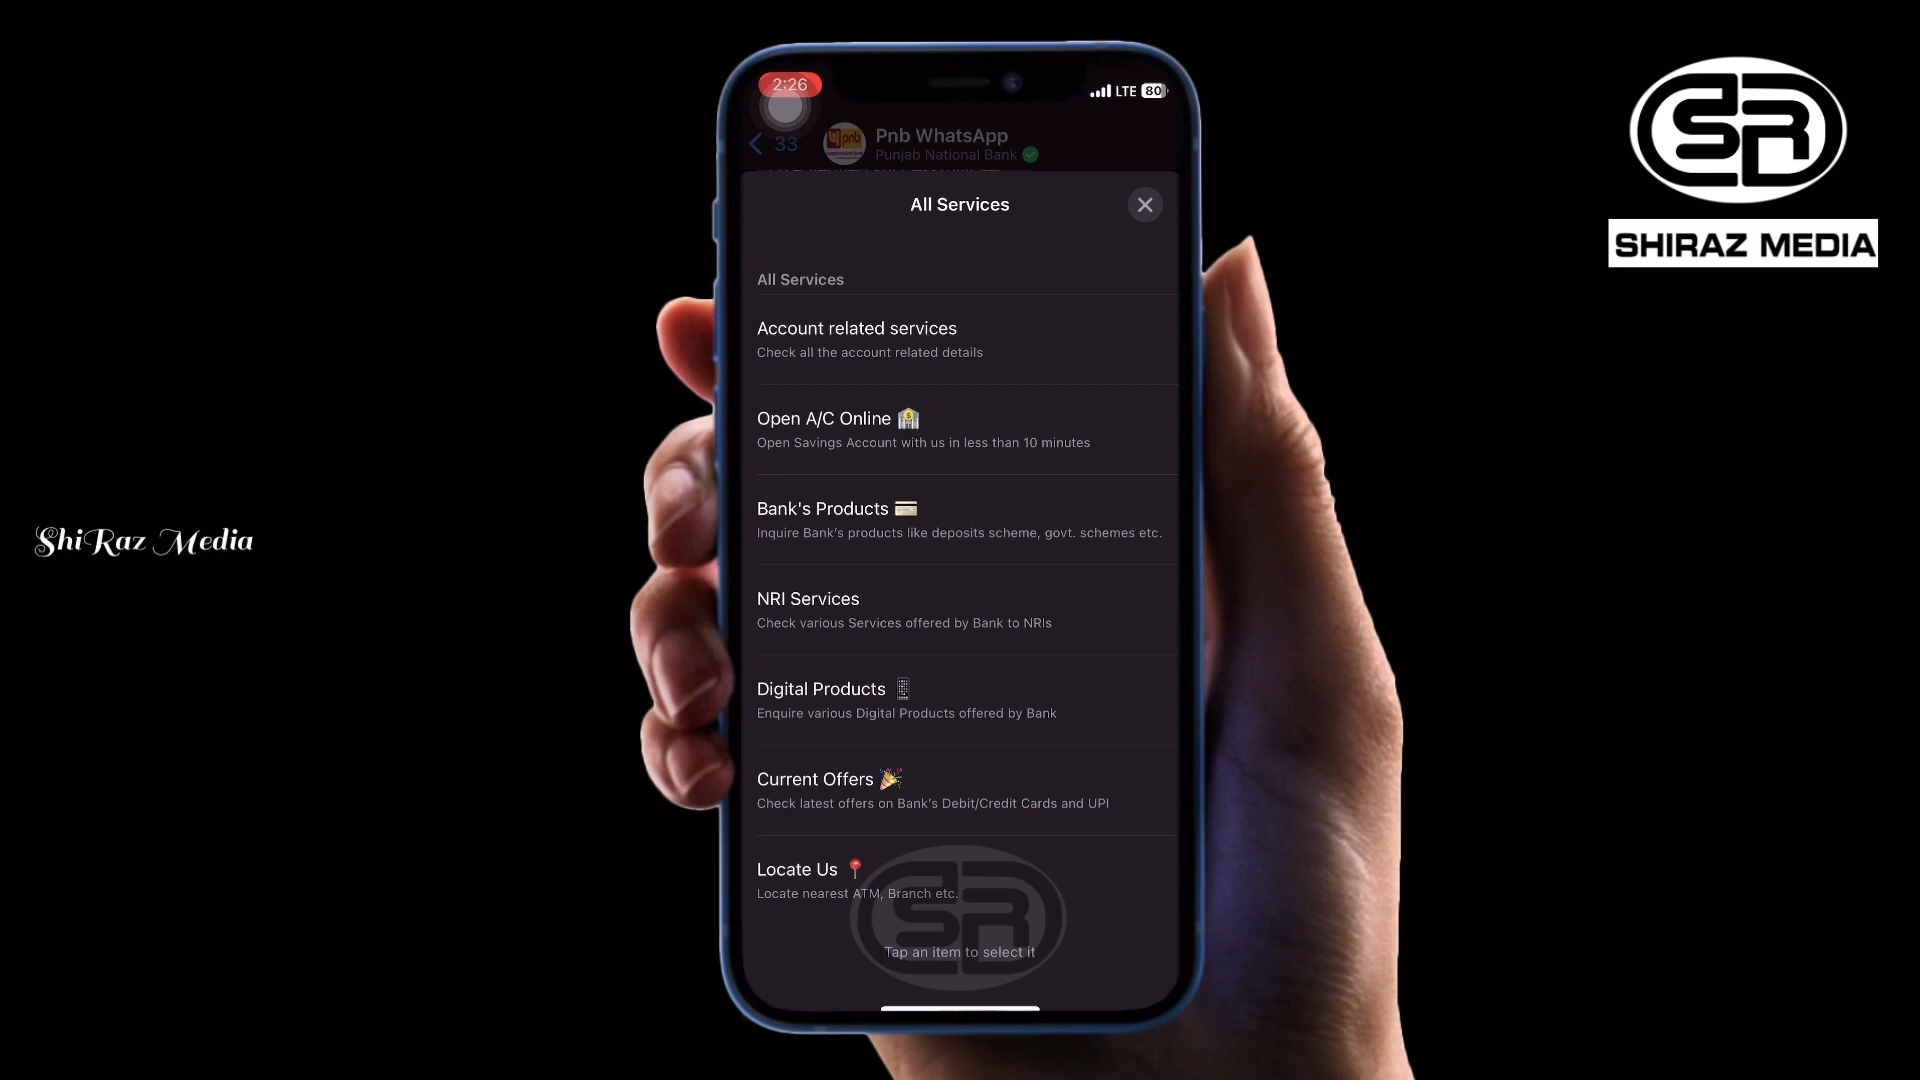 2:26
LTE 80
SR
SHIRAZ MEDIA
33
pnb
Pnb WhatsApp
Punjab National Bank
All Services
All Services
Account related services
Check all the account related details
Open A/C Online
Open Savings Account with us in less than 10 minutes
Bank's Products
Inquire Bank's products like deposits scheme, govt. schemes etc.
ShiRaz Media
NRI Services
Check various Services offered by Bank to NRIs
Digital Products
Enquire various Digital Products offered by Bank
Current Offers
Check latest offers on Bank's Debit/Credit Cards and UPI
Locate Us
Locate nearest ATM, Branch etc.
SR
Tap an item to select it